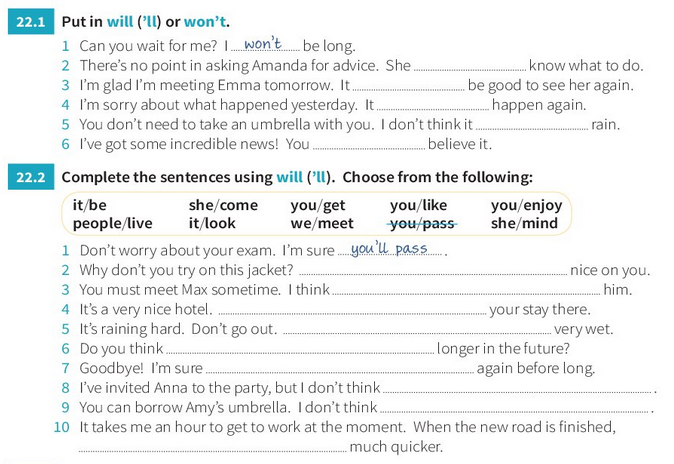 22.1 Put in will ('ll) or won't.
1 Can you wait for me? I won't be long.
2 There's no point in asking Amanda for advice. She ........ know what to do.
3 I'm glad I'm meeting Emma tomorrow. It ........ be good to see her again.
4 I'm sorry about what happened yesterday. It ........ happen again.
5 You don't need to take an umbrella with you. I don't think it ........ rain.
6 I've got some incredible news! You ........ believe it.
22.2 Complete the sentences using will ('ll). Choose from the following:
it/be she/come you/get you/like you/enjoy
people/live it/look we/meet you/pass she/mind
1 Don't worry about your exam. I'm sure you'll pass .
2 Why don't you try on this jacket? ........ nice on you.
3 You must meet Max sometime. I think ........ him.
4 It's a very nice hotel. ........ your stay there.
5 It's raining hard. Don't go out. ........ very wet.
6 Do you think ........ longer in the future?
7 Goodbye! I'm sure ........ again before long.
8 I've invited Anna to the party, but I don't think ........ .
9 You can borrow Amy's umbrella. I don't think ........ .
10 It takes me an hour to get to work at the moment. When the new road is finished,
........ much quicker.